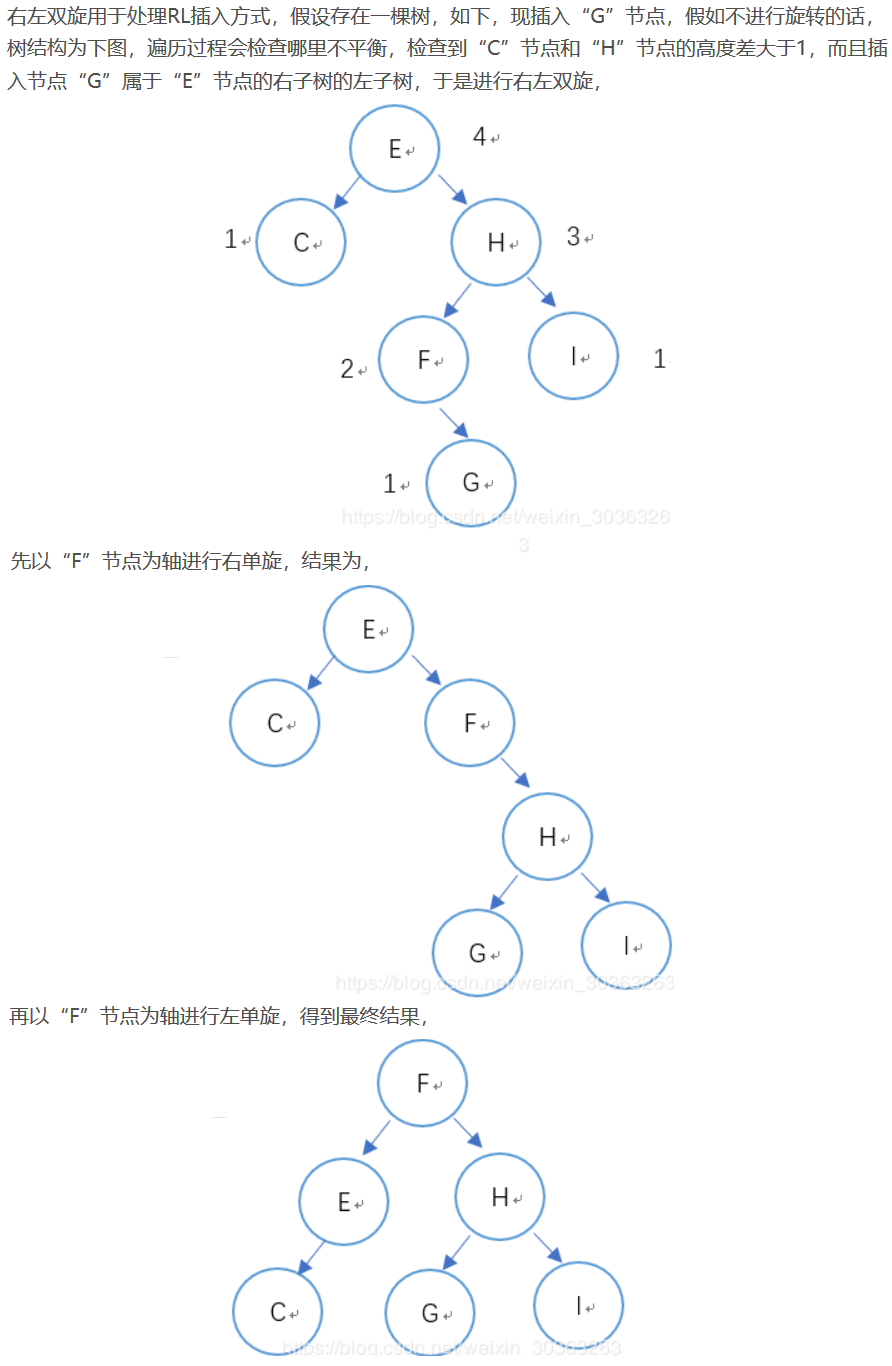 右左双旋用于处理RL插入方式，假设存在一棵树，如下，现插入“G”节点，假如不进行旋转的话，
树结构为下图，遍历过程会检查哪里不平衡，检查到“C”节点和“H”节点的高度差大于1，而且插
入节点“G”属于“E”节点的右子树的左子树，于是进行右左双旋，
E 4
1 C H 3
2 F I 1
1 G
https://blog.csdn.net/weixin_3036326
3
先以“F”节点为轴进行右单旋，结果为，
E
C F
H
G I
https://blog.csdn.net/weixin_30363263
再以“F”节点为轴进行左单旋，得到最终结果，
F
E H
C G I
https://blog.csdn.net/weixin_30363263